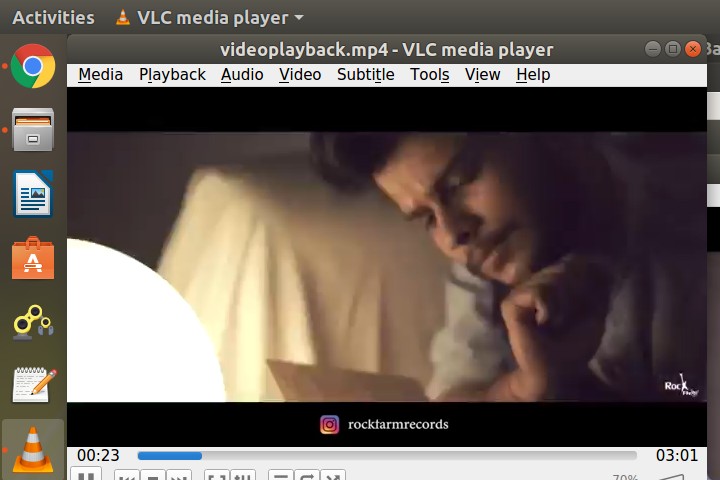 Activities VLC media player
videoplayback.mp4 - VLC media player
Media Playback Audio Video Subtitle Tools View Help
Rock
rockfarmrecords
00:23 03:01
70%